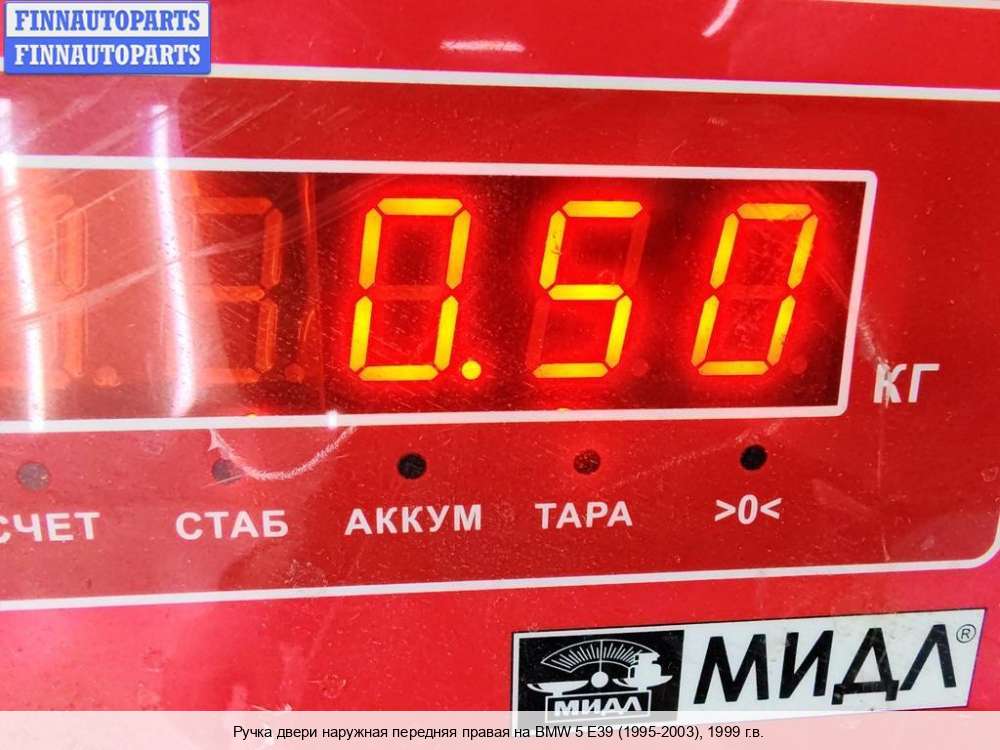 FINNAUTOPARTS
FINNAUTOPARTS
0.50
КГ
СЧЕТ
СТАБ
АККУМ
ТАРА
>0<
МИДЛ
МИДЛ®
Ручка двери наружная передняя правая на BMW 5 E39 (1995-2003), 1999 г.в.